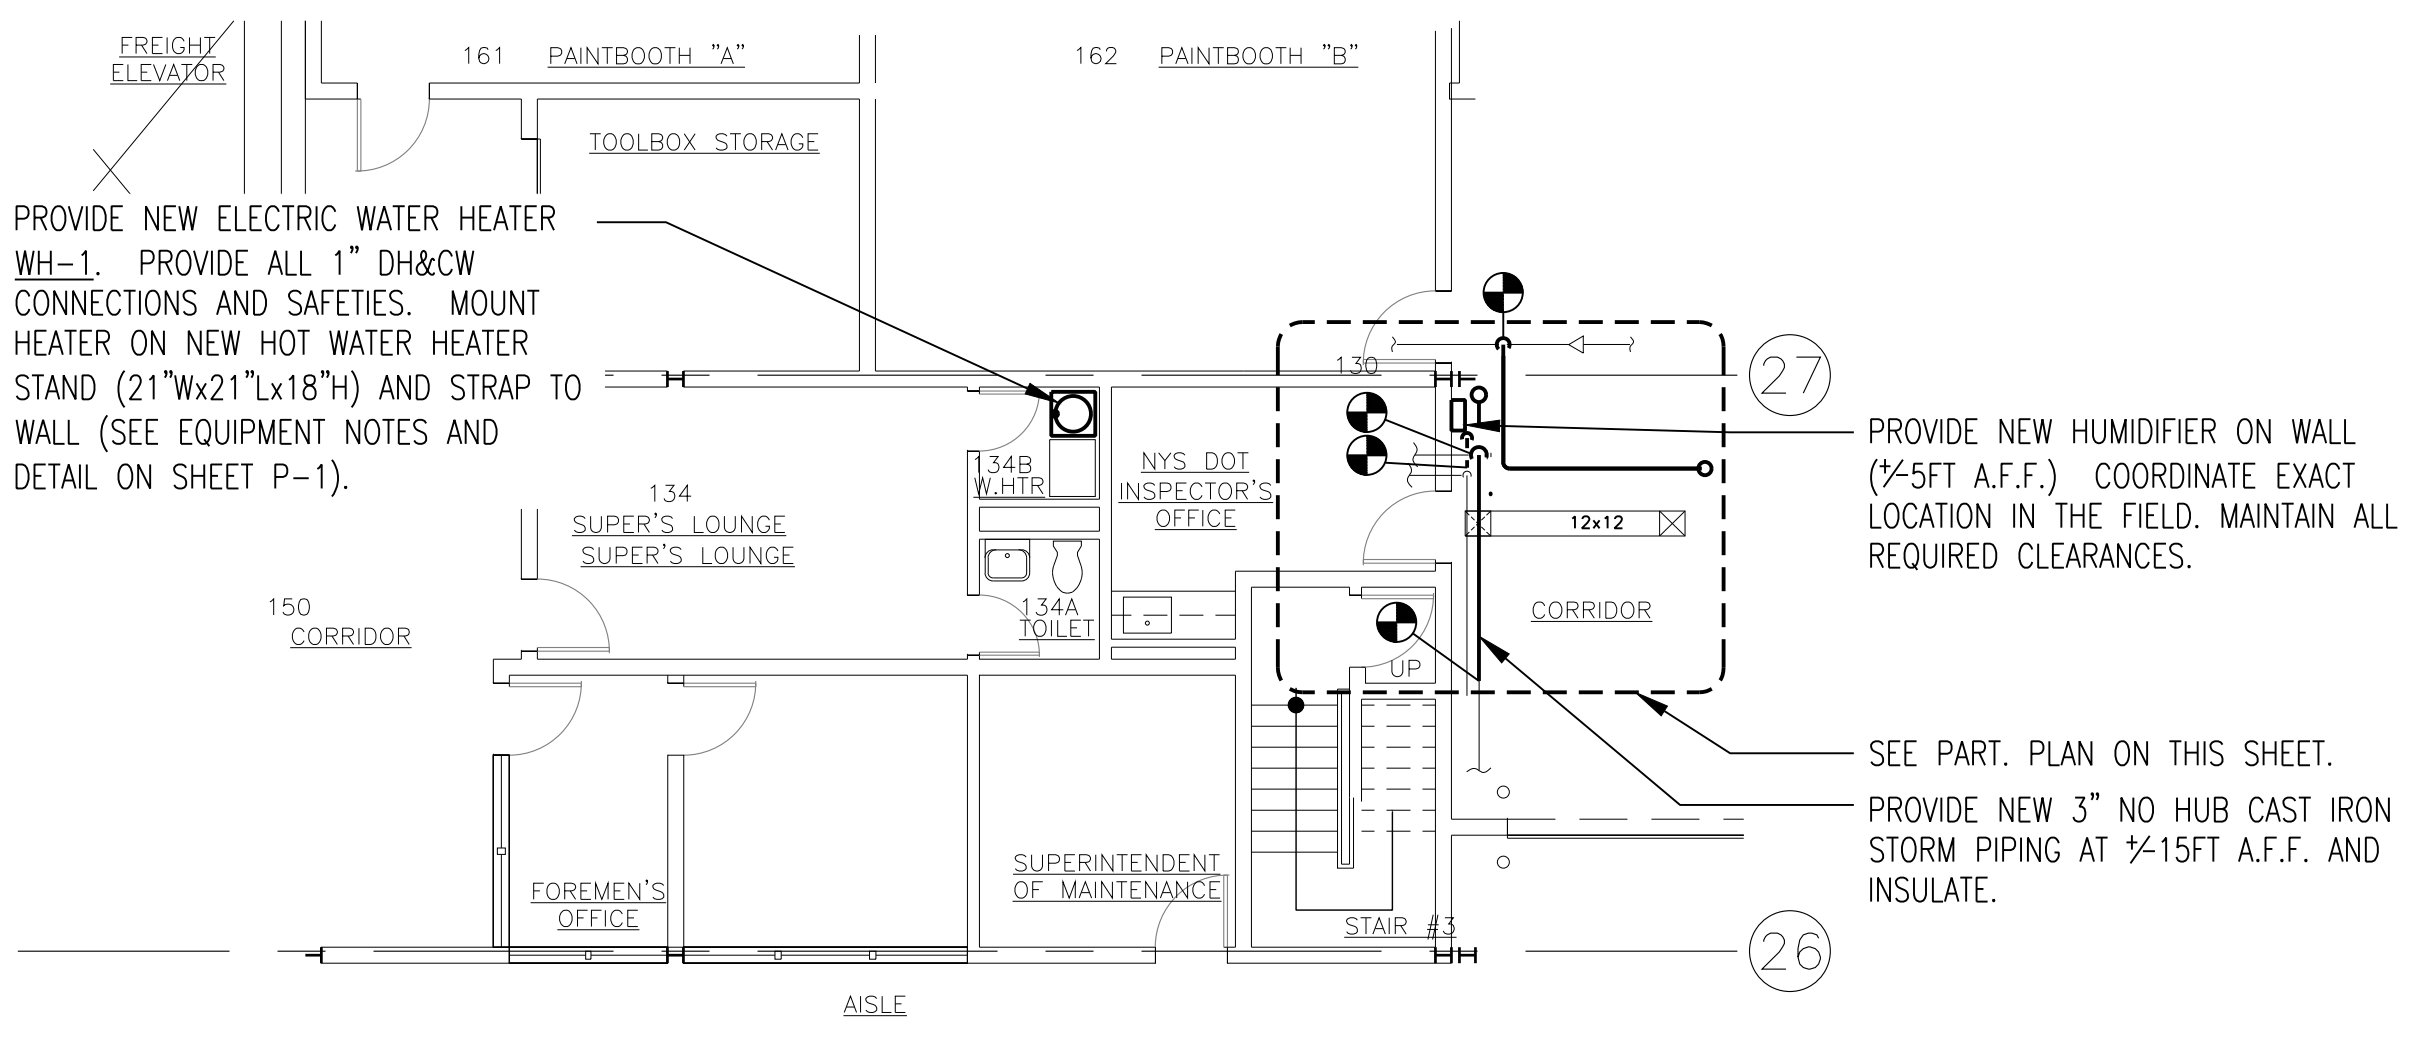 FREIGHT
ELEVATOR
161 PAINTBOOTH "A"
162 PAINTBOOTH "B"
TOOLBOX STORAGE
PROVIDE NEW ELECTRIC WATER HEATER
WH-1. PROVIDE ALL 1" DH&CW
CONNECTIONS AND SAFETIES. MOUNT
HEATER ON NEW HOT WATER HEATER
STAND (21"Wx21"Lx18"H) AND STRAP TO
WALL (SEE EQUIPMENT NOTES AND
DETAIL ON SHEET P-1).
130
27
PROVIDE NEW HUMIDIFIER ON WALL
(+/-5FT A.F.F.) COORDINATE EXACT
LOCATION IN THE FIELD. MAINTAIN ALL
REQUIRED CLEARANCES.
134B
W.HTR
NYS DOT
INSPECTOR'S
OFFICE
134
SUPER'S LOUNGE
SUPER'S LOUNGE
12x12
150
CORRIDOR
134A
TOILET
CORRIDOR
UP
SEE PART. PLAN ON THIS SHEET.
PROVIDE NEW 3" NO HUB CAST IRON
STORM PIPING AT +/-15FT A.F.F. AND
INSULATE.
FOREMEN'S
OFFICE
SUPERINTENDENT
OF MAINTENANCE
STAIR #3
26
AISLE